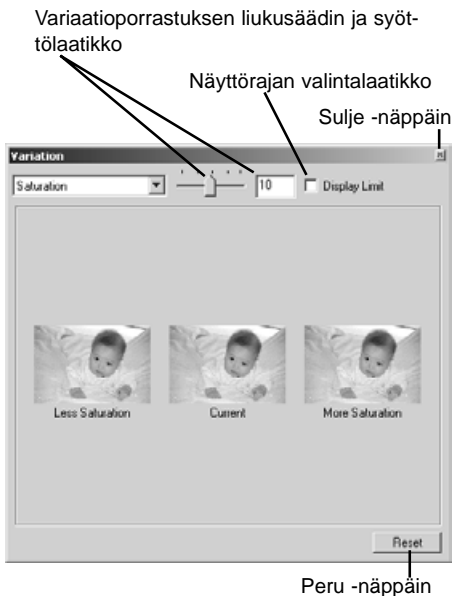 Variaatioporrastuksen liukusäädin ja syöt-
tölaatikko
Näyttörajan valintalaatikko
Sulje -näppäin
Variation
Saturation 10 Display Limit
Less Saturation Current More Saturation
Reset
Peru -näppäin